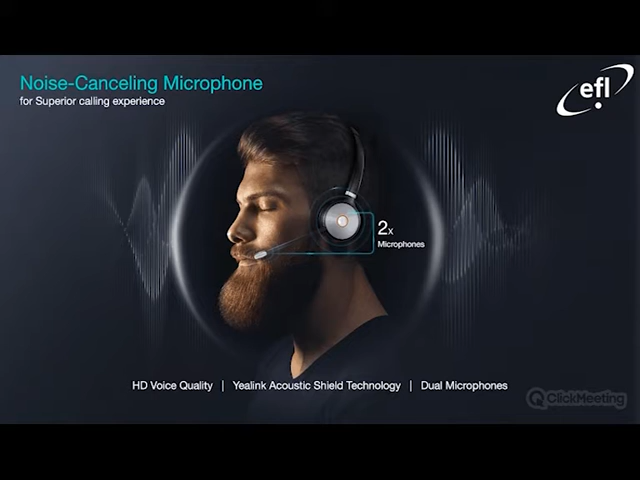 Noise-Canceling Microphone
for Superior calling experience
efl
2x
Microphones
HD Voice Quality | Yealink Acoustic Shield Technology | Dual Microphones
ClickMeeting